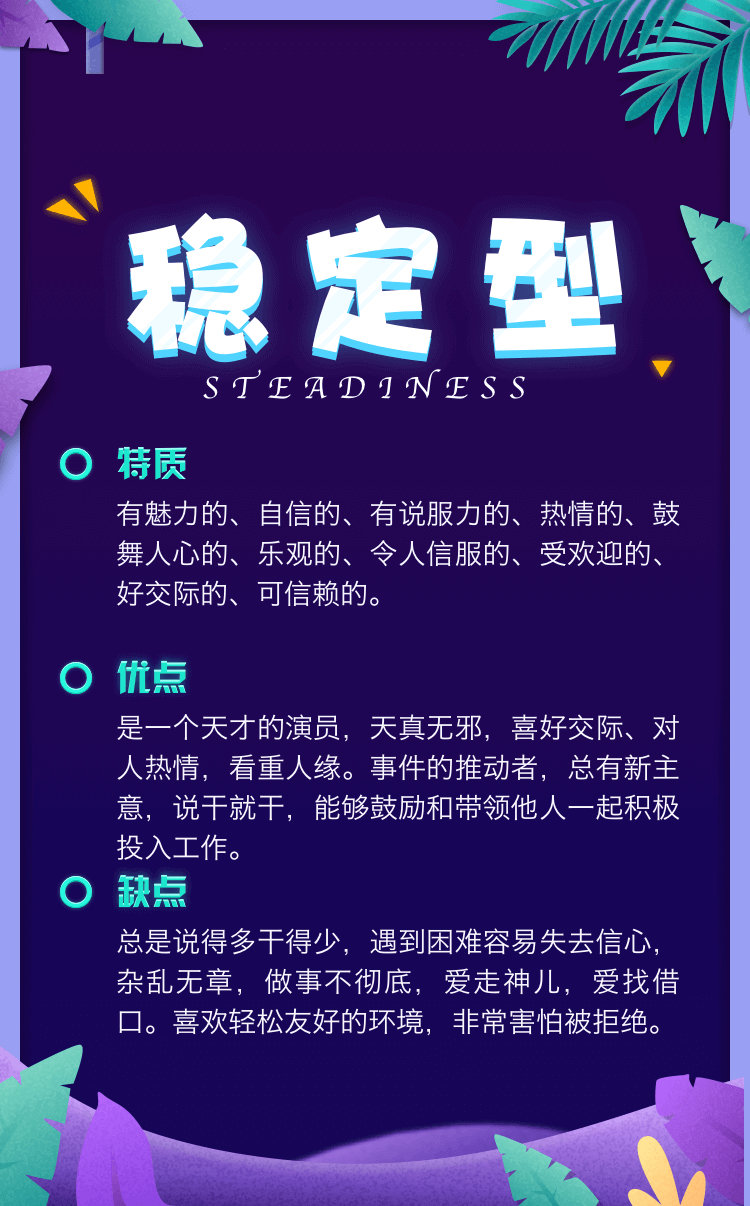 稳定型
STEADINESS
特质
有魅力的、自信的、有说服力的、热情的、鼓
舞人心的、乐观的、令人信服的、受欢迎的、
好交际的、可信赖的。
优点
是一个天才的演员，天真无邪，喜好交际、对
人热情，看重人缘。事件的推动者，总有新主
意，说干就干，能够鼓励和带领他人一起积极
投入工作。
缺点
总是说得多干得少，遇到困难容易失去信心，
杂乱无章，做事不彻底，爱走神儿，爱找借
口。喜欢轻松友好的环境，非常害怕被拒绝。